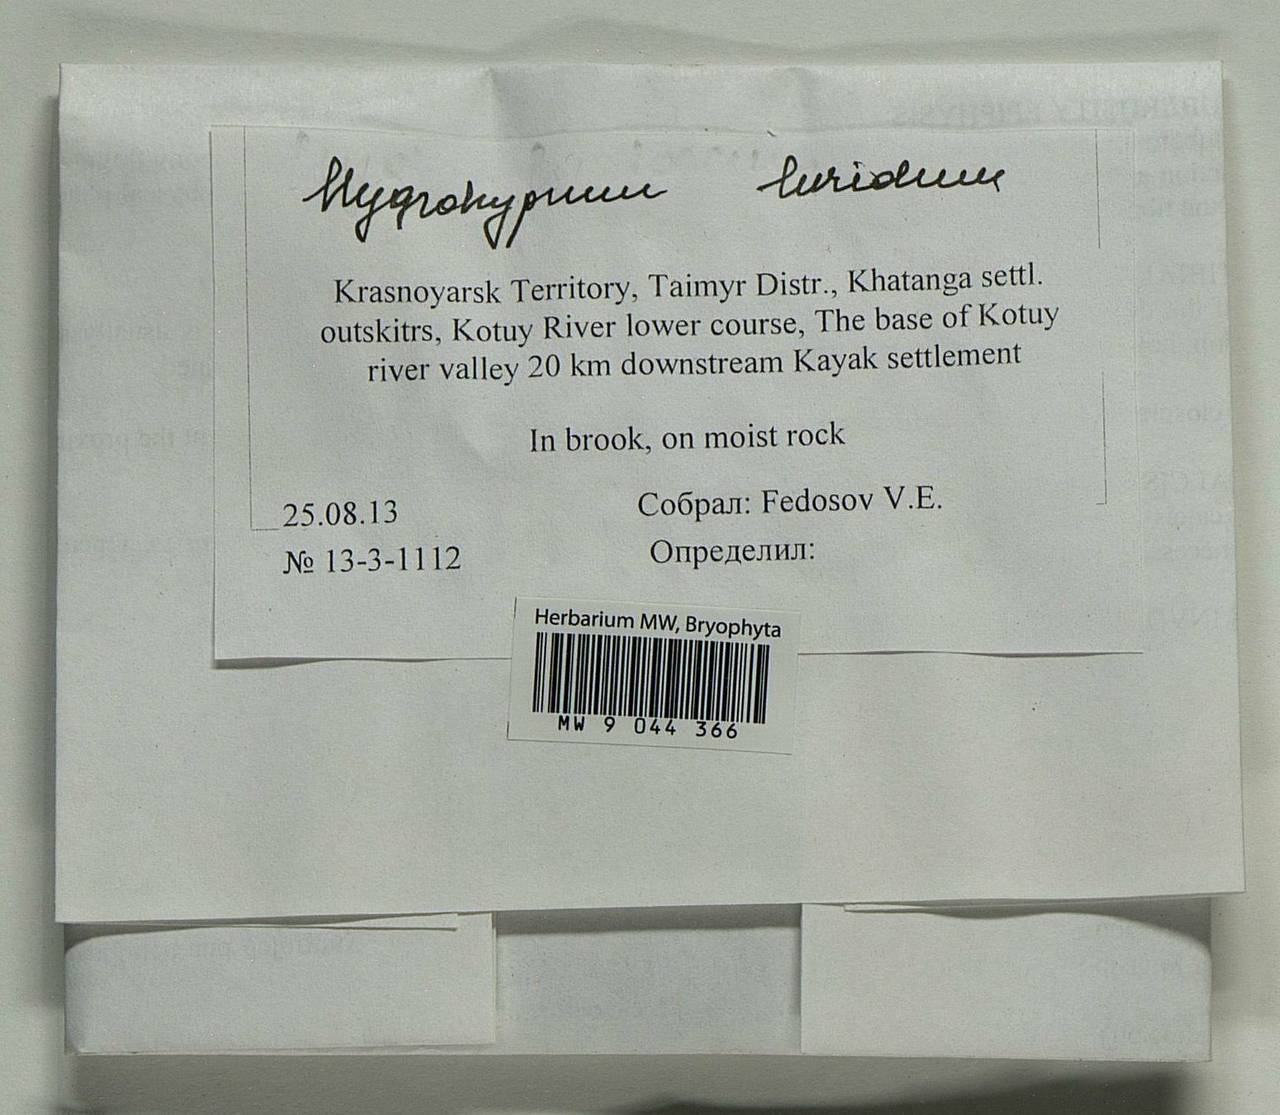 Hygrohypnum luridum
Krasnoyarsk Territory, Taimyr Distr., Khatanga settl.
outskitrs, Kotuy River lower course, The base of Kotuy
river valley 20 km downstream Kayak settlement
In brook, on moist rock
25.08.13
Собрал: Fedosov V.E.
№ 13-3-1112
Определил:
Herbarium MW, Bryophyta
MW 9 044 366